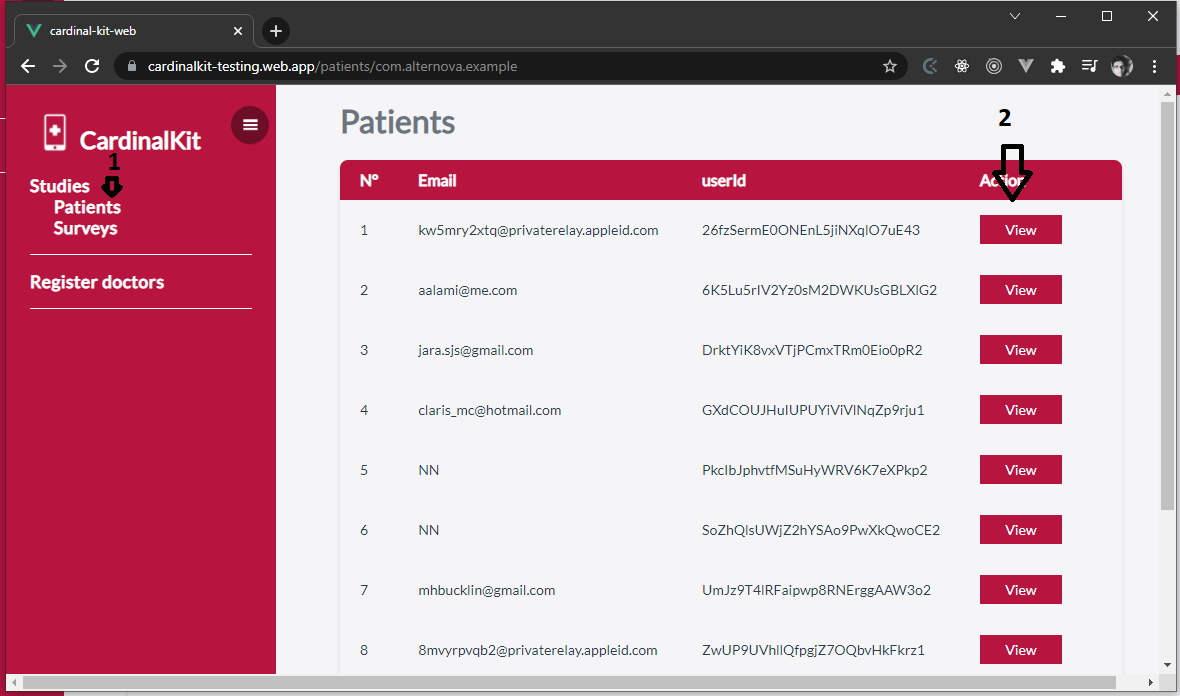 cardinal-kit-web
cardinalkit-testing.web.app/patients/com.alternova.example
CardinalKit
1
Studies
Patients
Surveys
Register doctors
Patients
2
Nº Email userId Action
1 kw5mry2xtq@privaterelay.appleid.com 26fzSermE0ONEnL5jiNXqlO7uE43 View
2 aalami@me.com 6K5Lu5rIV2Yz0sM2DWKUsGBLXlG2 View
3 jara.sjs@gmail.com DrktYiK8vxVTjPCmxTRm0Eio0pR2 View
4 claris_mc@hotmail.com GXdCOUJHuIUPUYiViVlNqZp9rju1 View
5 NN PkcIbJphvtfMSuHyWRV6K7eXPkp2 View
6 NN SoZhQlsUWjZ2hYSAo9PwXkQwoCE2 View
7 mhbucklin@gmail.com UmJz9T4lRFaipwp8RNErggAAW3o2 View
8 8mvyrpvqb2@privaterelay.appleid.com ZwUP9UVhllQfpgjZ7OQbvHkFkrz1 View